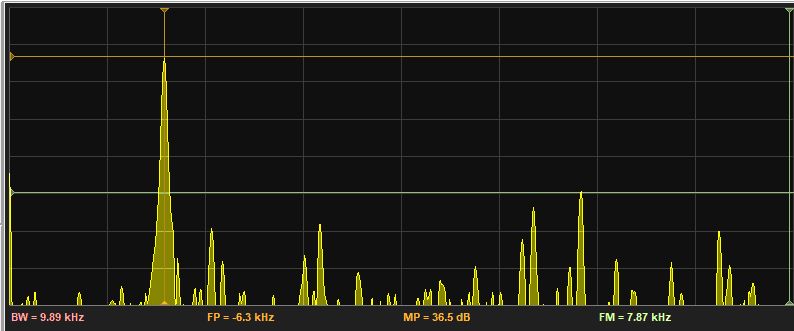 BW = 9.89 kHz FP = -6.3 kHz MP = 36.5 dB FM = 7.87 kHz